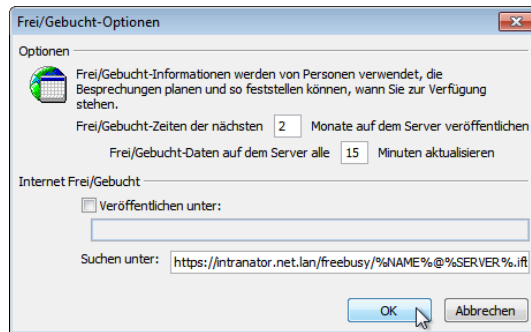 Frei/Gebucht-Optionen
Optionen
Frei/Gebucht-Informationen werden von Personen verwendet, die
Besprechungen planen und so feststellen können, wann Sie zur Verfügung
stehen.
Frei/Gebucht-Zeiten der nächsten 2 Monate auf dem Server veröffentlichen
Frei/Gebucht-Daten auf dem Server alle 15 Minuten aktualisieren
Internet Frei/Gebucht
Veröffentlichen unter:
Suchen unter: https://intranator.net.lan/freebusy/%NAME%@%SERVER%.ifb
OK Abbrechen